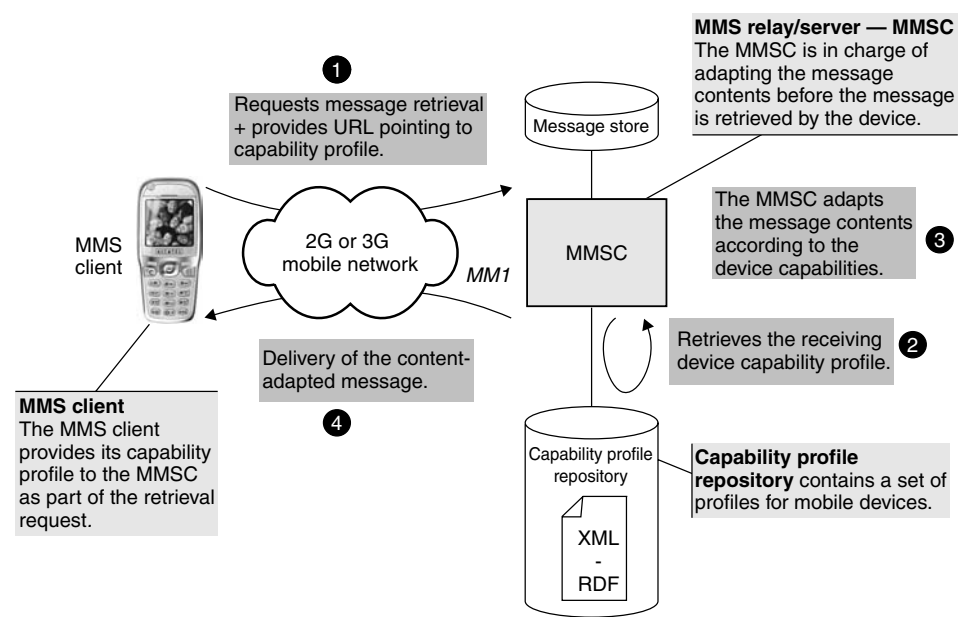 MMS relay/server — MMSC
The MMSC is in charge of
adapting the message
contents before the message
is retrieved by the device.
1
Requests message retrieval
+ provides URL pointing to
capability profile.
Message store
MMS
client
2G or 3G
mobile network
MM1
MMSC
The MMSC adapts
the message contents
according to the
device capabilities.
3
Retrieves the receiving
device capability profile.
2
Delivery of the content-
adapted message.
4
MMS client
The MMS client
provides its capability
profile to the MMSC
as part of the retrieval
request.
Capability profile
repository
XML
-
RDF
Capability profile
repository contains a set of
profiles for mobile devices.